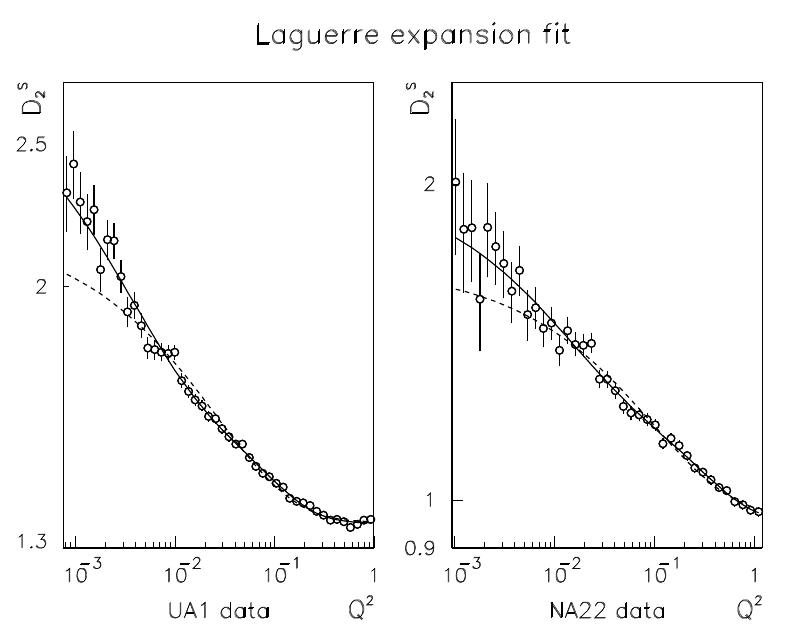 Laguerre expansion fit
D₂ˢ
2.5
2
1.3
10⁻³ 10⁻² 10⁻¹ 1
UA1 data Q²
D₂ˢ
2
1
0.9
10⁻³ 10⁻² 10⁻¹ 1
NA22 data Q²